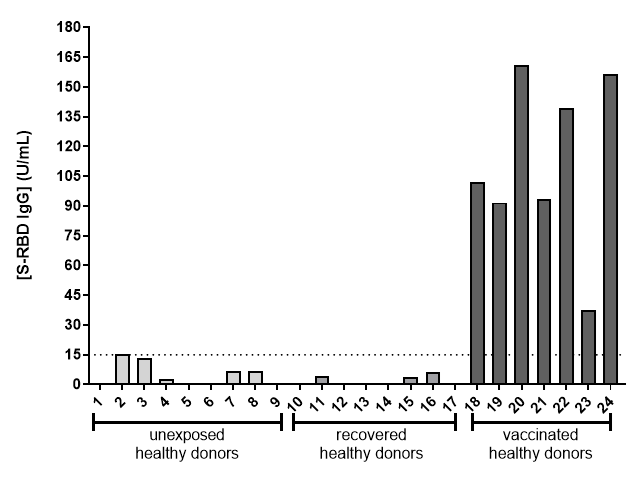 [S-RBD IgG] (U/mL)
180
165
150
135
120
105
90
75
60
45
30
15
0
1 2 3 4 5 6 7 8 9 10 11 12 13 14 15 16 17 18 19 20 21 22 23 24
unexposed
healthy donors
recovered
healthy donors
vaccinated
healthy donors